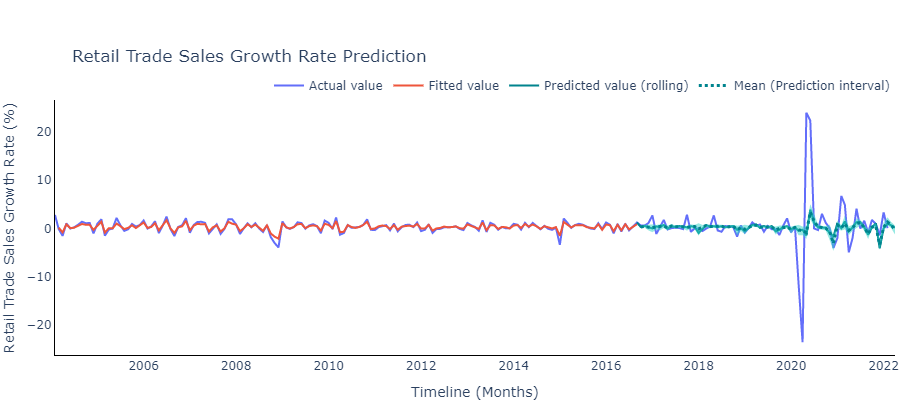 Retail Trade Sales Growth Rate Prediction
Actual value
Fitted value
Predicted value (rolling)
Mean (Prediction interval)
Retail Trade Sales Growth Rate (%)
20
10
0
−10
−20
2006
2008
2010
2012
2014
2016
2018
2020
2022
Timeline (Months)